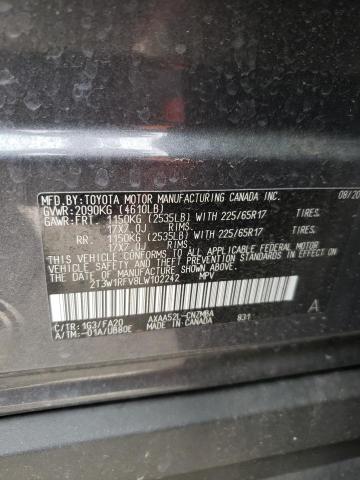 MFD.BY:TOYOTA MOTOR MANUFACTURING CANADA INC. 08/20
GVWR:2090KG (4610LB)
GAWR:FRT. 1150KG (2535LB) WITH 225/65R17
17X7.0J RIMS.
RR. 1150KG (2535LB) WITH 225/65R17
17X7.0J RIMS.
THIS VEHICLE CONFORMS TO ALL APPLICABLE FEDERAL MOTOR
VEHICLE SAFETY AND THEFT PREVENTION STANDARDS IN
EFFECT ON THE DATE OF MANUFACTURE SHOWN ABOVE.
2T3W1RFV8LW102242 MPV
C/TR:1G3/FA20 AXAA52L-CNZMBA 831 A
A/TM:-01A/UB80E MADE IN CANADA